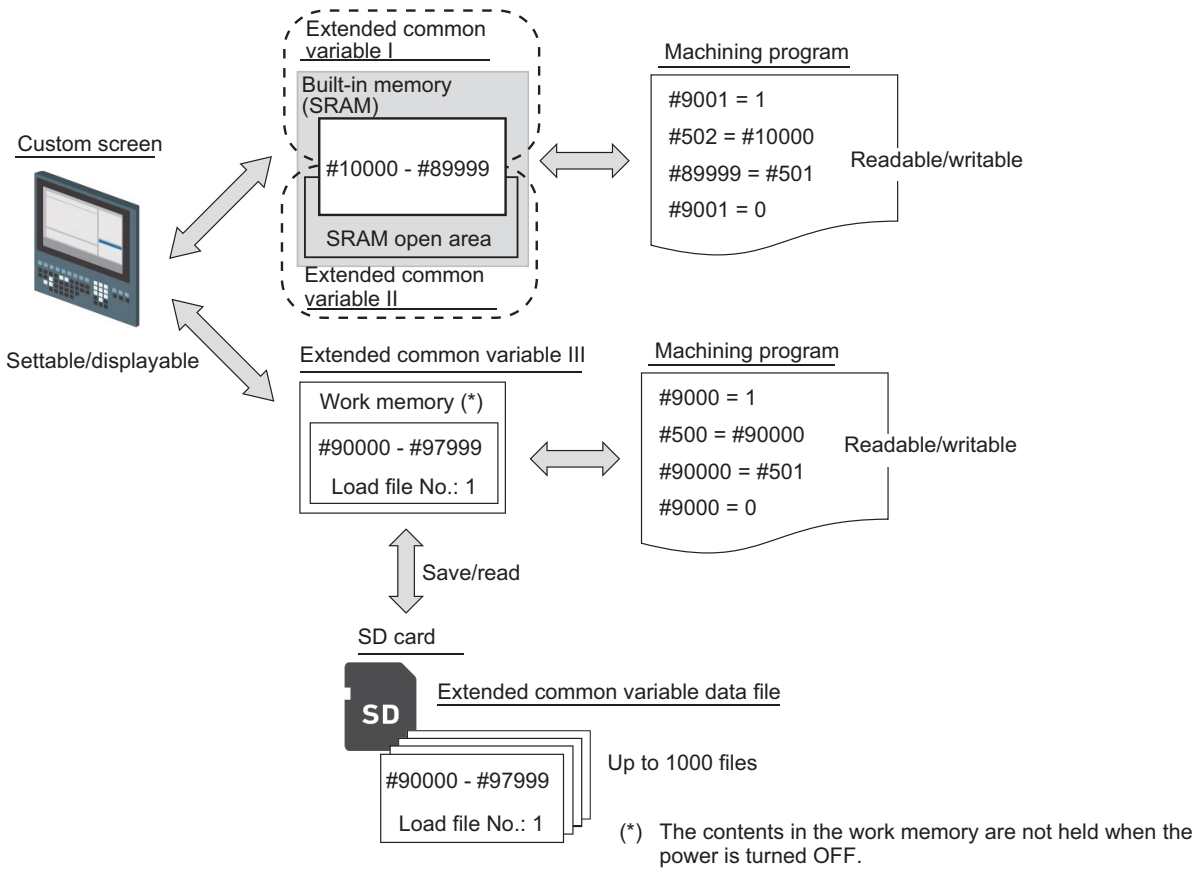 Extended common
variable I
Built-in memory
(SRAM)
#10000 - #89999
SRAM open area
Extended common
variable II
Machining program
#9001 = 1
#502 = #10000
#89999 = #501
#9001 = 0
Readable/writable
Custom screen
Settable/displayable
Extended common variable III
Work memory (*)
#90000 - #97999
Load file No.: 1
Machining program
#9000 = 1
#500 = #90000
#90000 = #501
#9000 = 0
Readable/writable
Save/read
SD card
SD
Extended common variable data file
#90000 - #97999
Load file No.: 1
Up to 1000 files
(*) The contents in the work memory are not held when the
power is turned OFF.